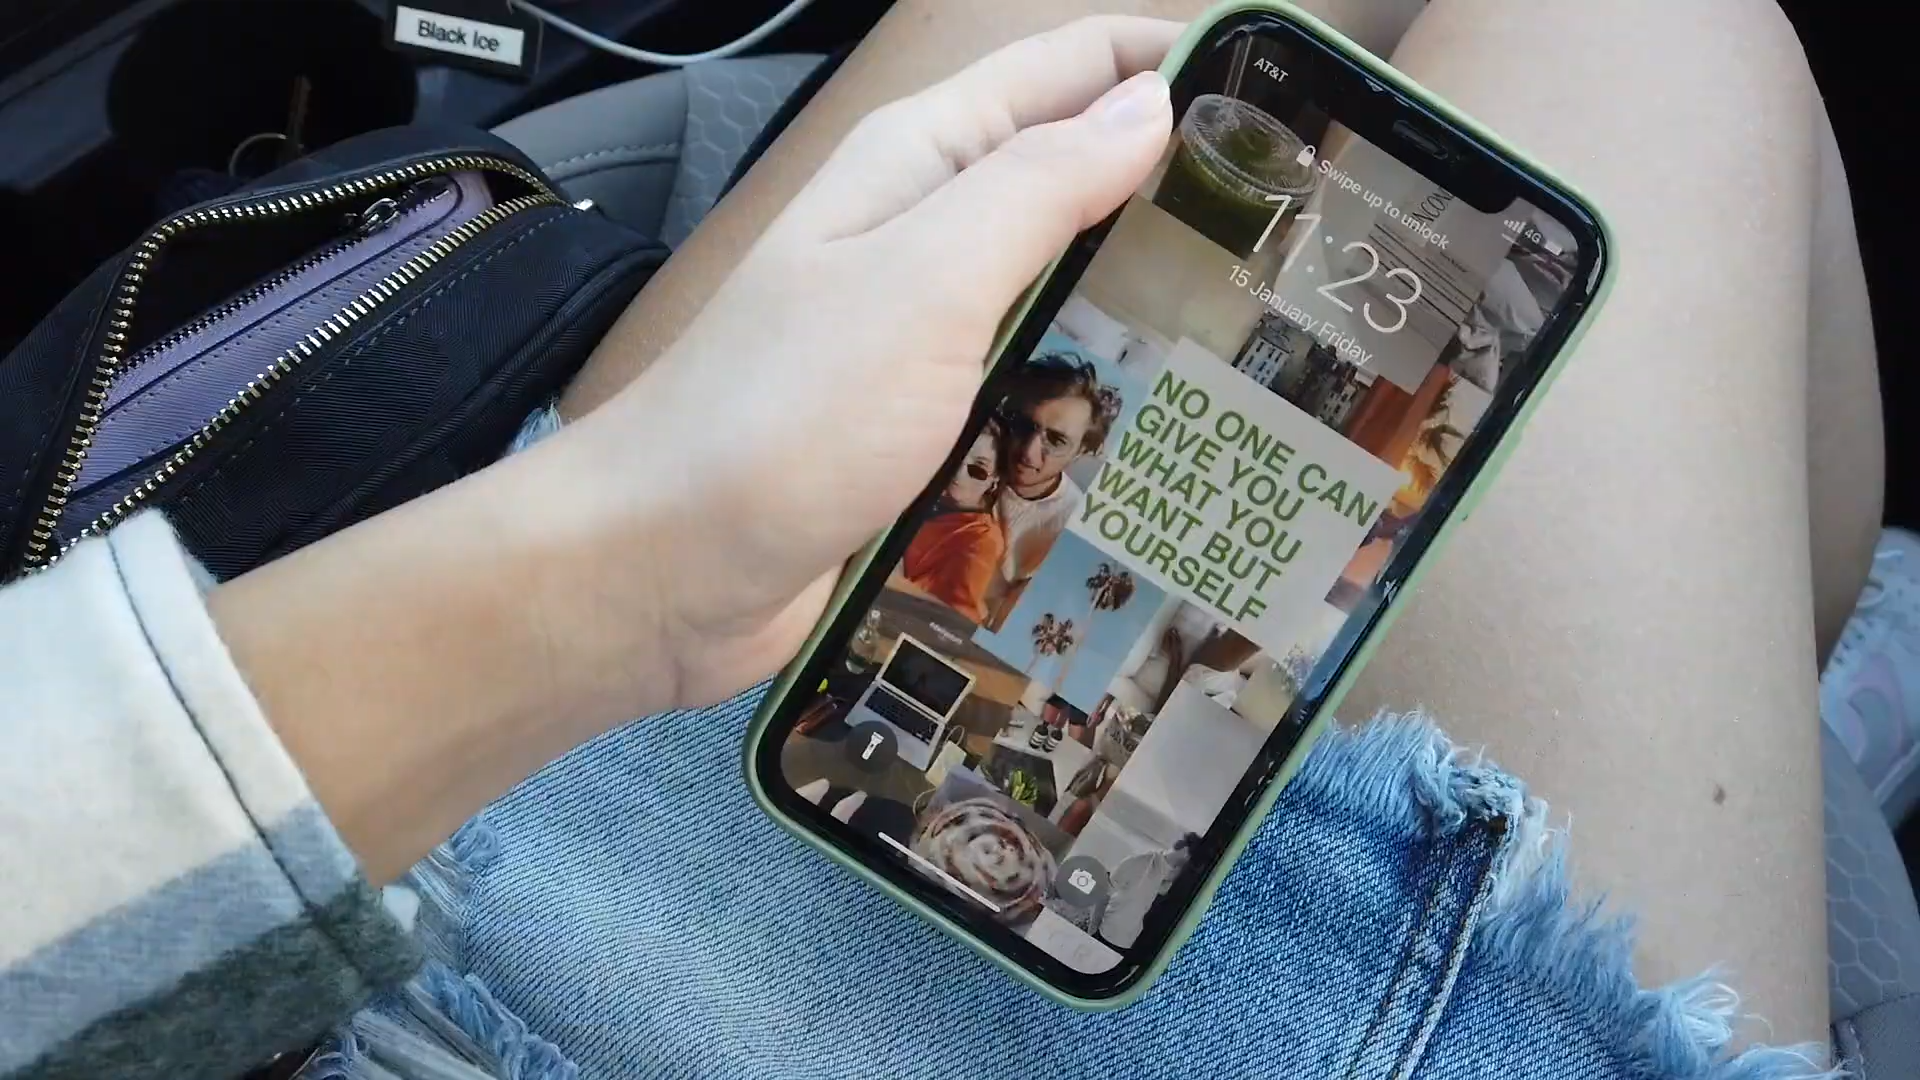 Black Ice
AT&T
4G
Swipe up to unlock
11:23
15 January Friday
NO ONE CAN
GIVE YOU
WHAT YOU
WANT BUT
YOURSELF